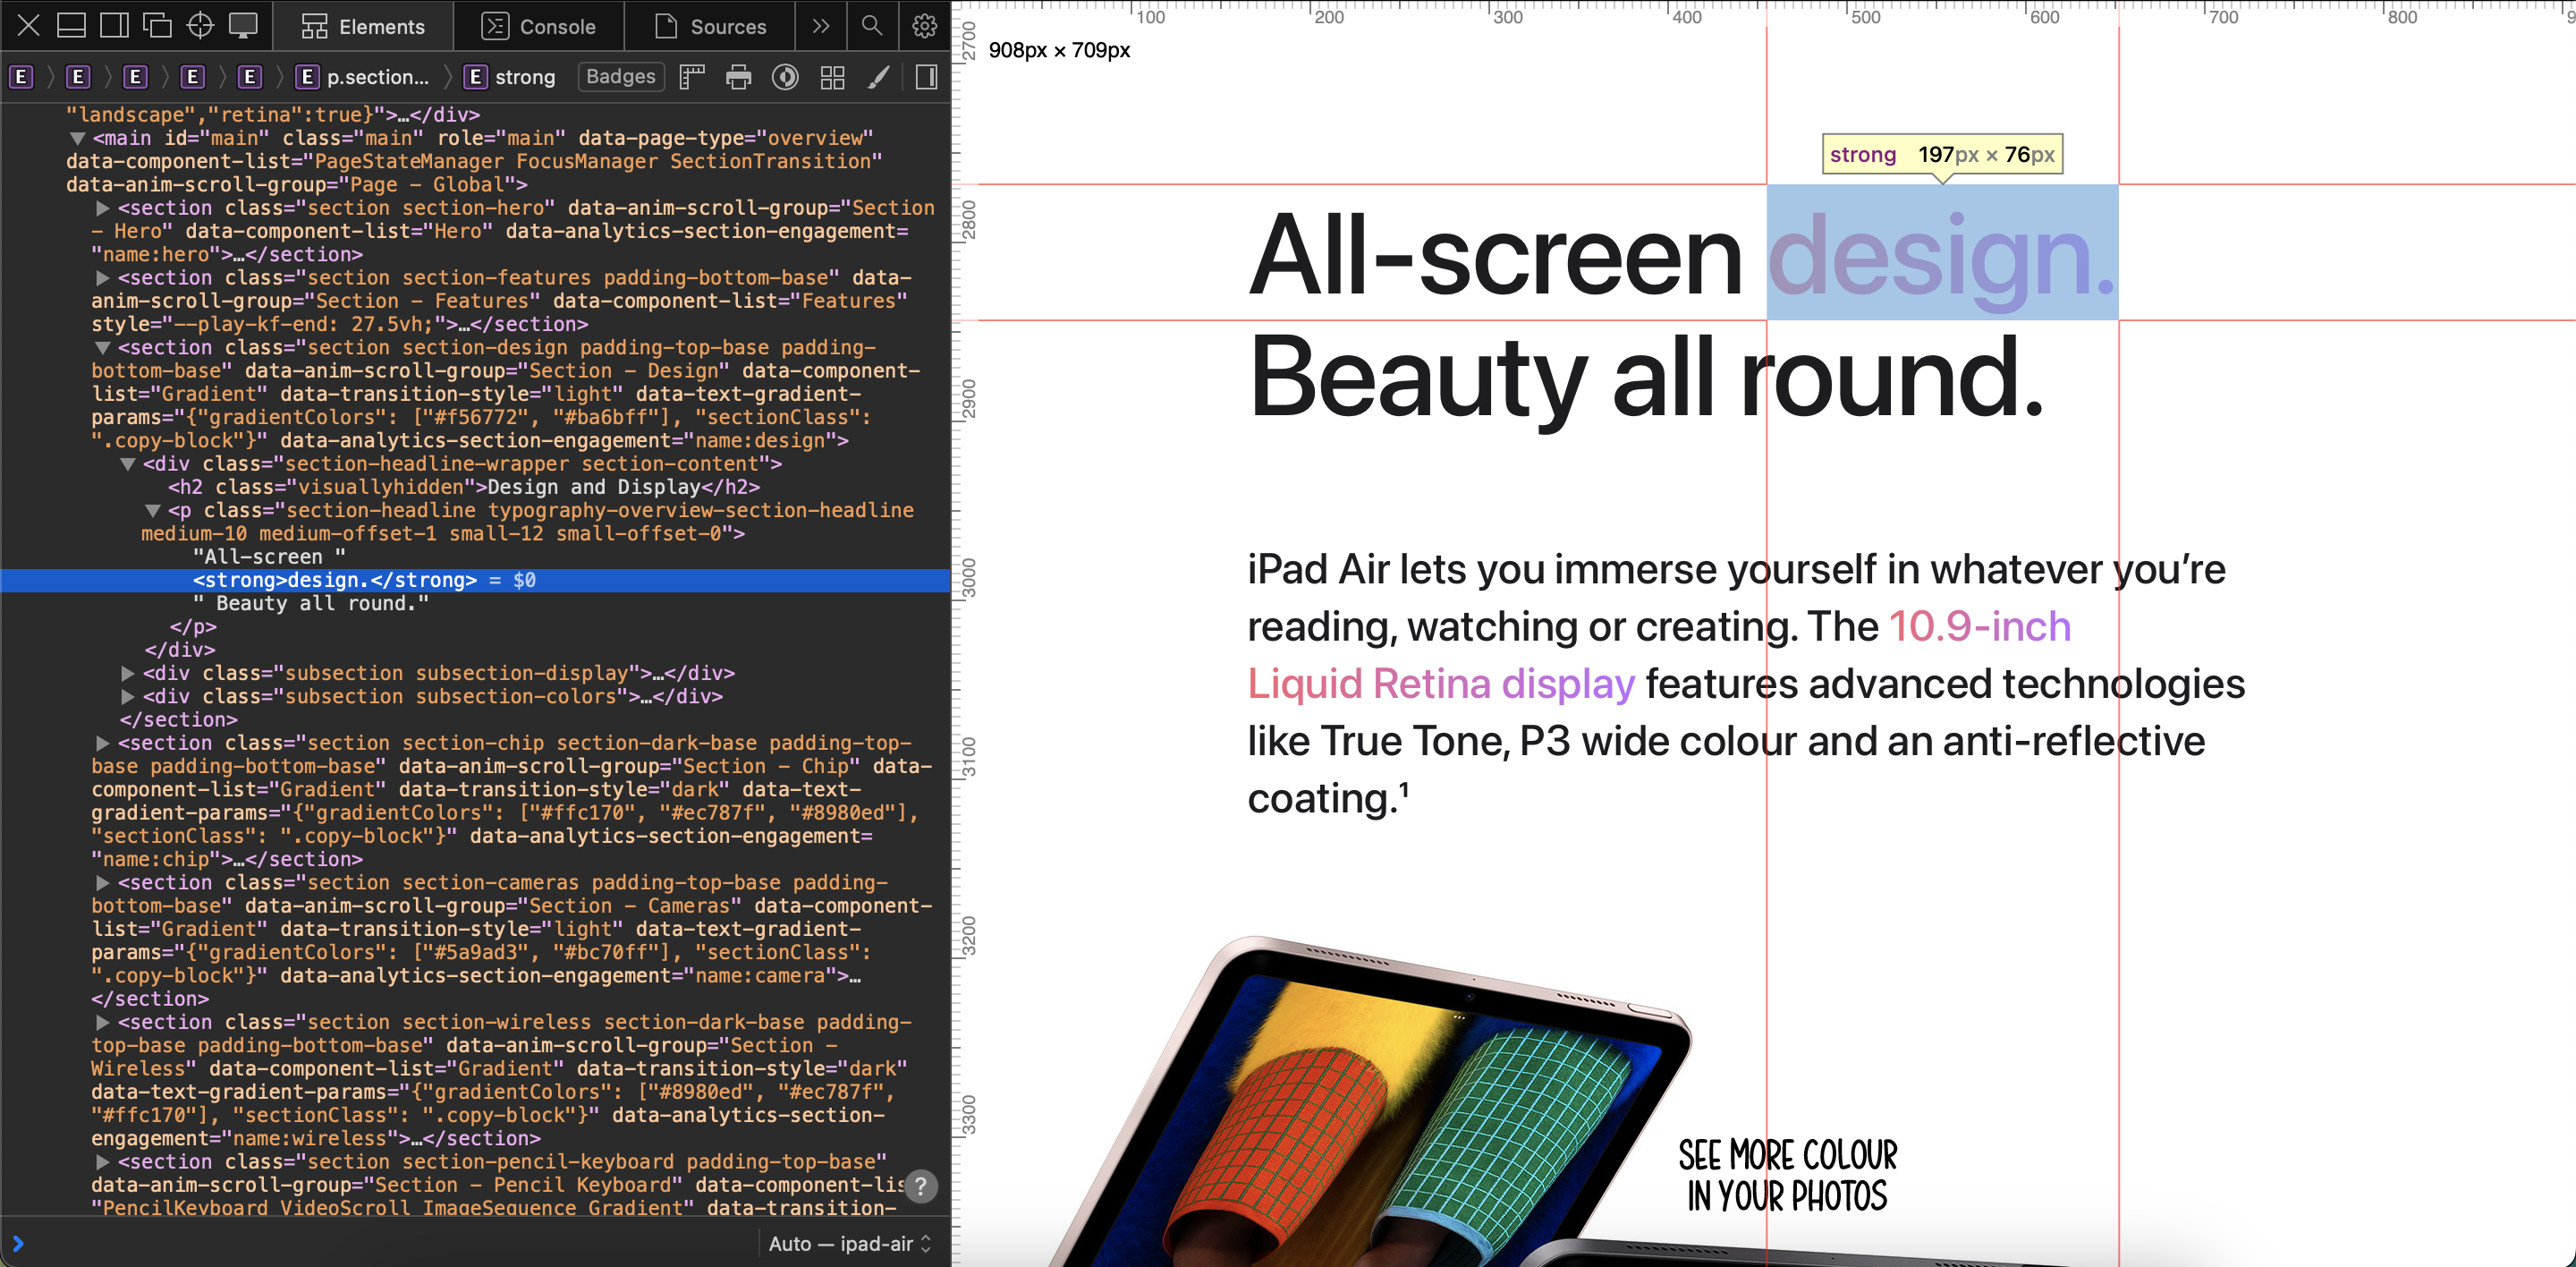 Elements
Console
Sources
E E E E E E p.section... E strong Badges
"landscape","retina":true}">…</div>
<main id="main" class="main" role="main" data-page-type="overview"
data-component-list="PageStateManager FocusManager SectionTransition"
data-anim-scroll-group="Page – Global">
<section class="section section-hero" data-anim-scroll-group="Section
– Hero" data-component-list="Hero" data-analytics-section-engagement=
"name:hero">…</section>
<section class="section section-features padding-bottom-base" data-
anim-scroll-group="Section – Features" data-component-list="Features"
style="--play-kf-end: 27.5vh;">…</section>
<section class="section section-design padding-top-base padding-
bottom-base" data-anim-scroll-group="Section – Design" data-component-
list="Gradient" data-transition-style="light" data-text-gradient-
params="{"gradientColors": ["#f56772", "#ba6bff"], "sectionClass":
".copy-block"}" data-analytics-section-engagement="name:design">
<div class="section-headline-wrapper section-content">
<h2 class="visuallyhidden">Design and Display</h2>
<p class="section-headline typography-overview-section-headline
medium-10 medium-offset-1 small-12 small-offset-0">
"All-screen "
<strong>design.</strong> = $0
" Beauty all round."
</p>
</div>
<div class="subsection subsection-display">…</div>
<div class="subsection subsection-colors">…</div>
</section>
<section class="section section-chip section-dark-base padding-top-
base padding-bottom-base" data-anim-scroll-group="Section – Chip" data-
component-list="Gradient" data-transition-style="dark" data-text-
gradient-params="{"gradientColors": ["#ffc170", "#ec787f", "#8980ed"],
"sectionClass": ".copy-block"}" data-analytics-section-engagement=
"name:chip">…</section>
<section class="section section-cameras padding-top-base padding-
bottom-base" data-anim-scroll-group="Section – Cameras" data-component-
list="Gradient" data-transition-style="light" data-text-gradient-
params="{"gradientColors": ["#5a9ad3", "#bc70ff"], "sectionClass":
".copy-block"}" data-analytics-section-engagement="name:camera">…
</section>
<section class="section section-wireless section-dark-base padding-
top-base padding-bottom-base" data-anim-scroll-group="Section –
Wireless" data-component-list="Gradient" data-transition-style="dark"
data-text-gradient-params="{"gradientColors": ["#8980ed", "#ec787f",
"#ffc170"], "sectionClass": ".copy-block"}" data-analytics-section-
engagement="name:wireless">…</section>
<section class="section section-pencil-keyboard padding-top-base"
data-anim-scroll-group="Section – Pencil Keyboard" data-component-lis
"PencilKeyboard VideoScroll ImageSequence Gradient" data-transition-
?
Auto — ipad-air
100 200 300 400 500 600 700 800 9
2700
2800
2900
3000
3100
3200
3300
908px × 709px
strong 197px × 76px
All-screen design.
Beauty all round.
iPad Air lets you immerse yourself in whatever you’re
reading, watching or creating. The 10.9-inch
Liquid Retina display features advanced technologies
like True Tone, P3 wide colour and an anti-reflective
coating.¹
SEE MORE COLOUR
IN YOUR PHOTOS